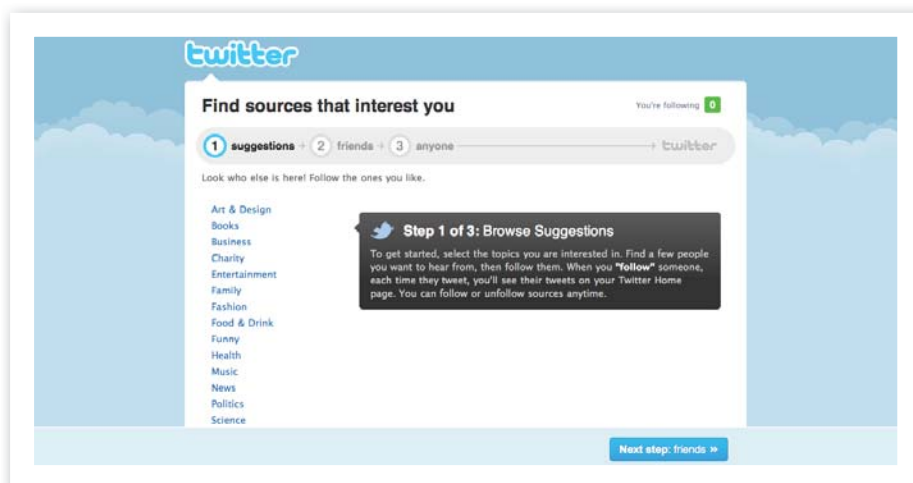 twitter
Find sources that interest you
You're following 0
1 suggestions → 2 friends → 3 anyone → twitter
Look who else is here! Follow the ones you like.
Art & Design
Books
Business
Charity
Entertainment
Family
Fashion
Food & Drink
Funny
Health
Music
News
Politics
Science
Step 1 of 3: Browse Suggestions
To get started, select the topics you are interested in. Find a few people
you want to hear from, then follow them. When you "follow" someone,
each time they tweet, you'll see their tweets on your Twitter Home
page. You can follow or unfollow sources anytime.
Next step: friends »